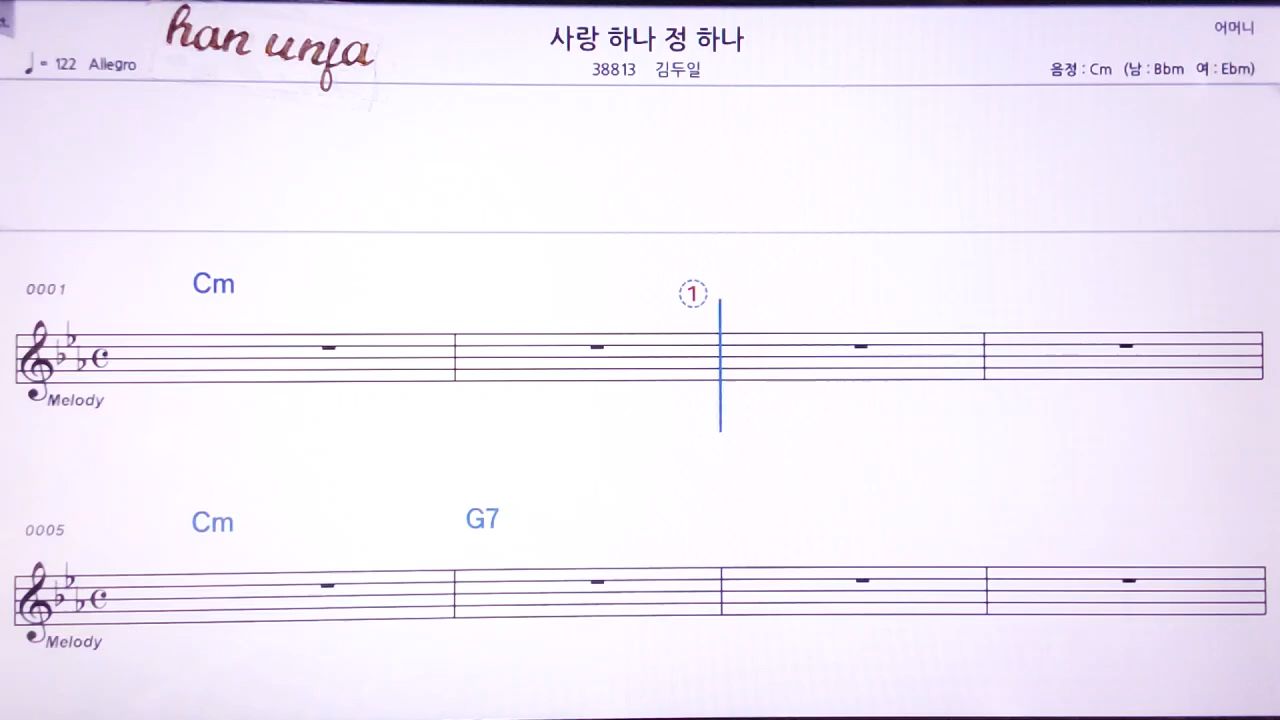 han unfa
사랑 하나 정 하나
어머니
♩ = 122 Allegro
38813 김두일
음정 : Cm (남 : Bbm 여 : Ebm)
0001
Cm
1
Melody
0005
Cm G7
Melody